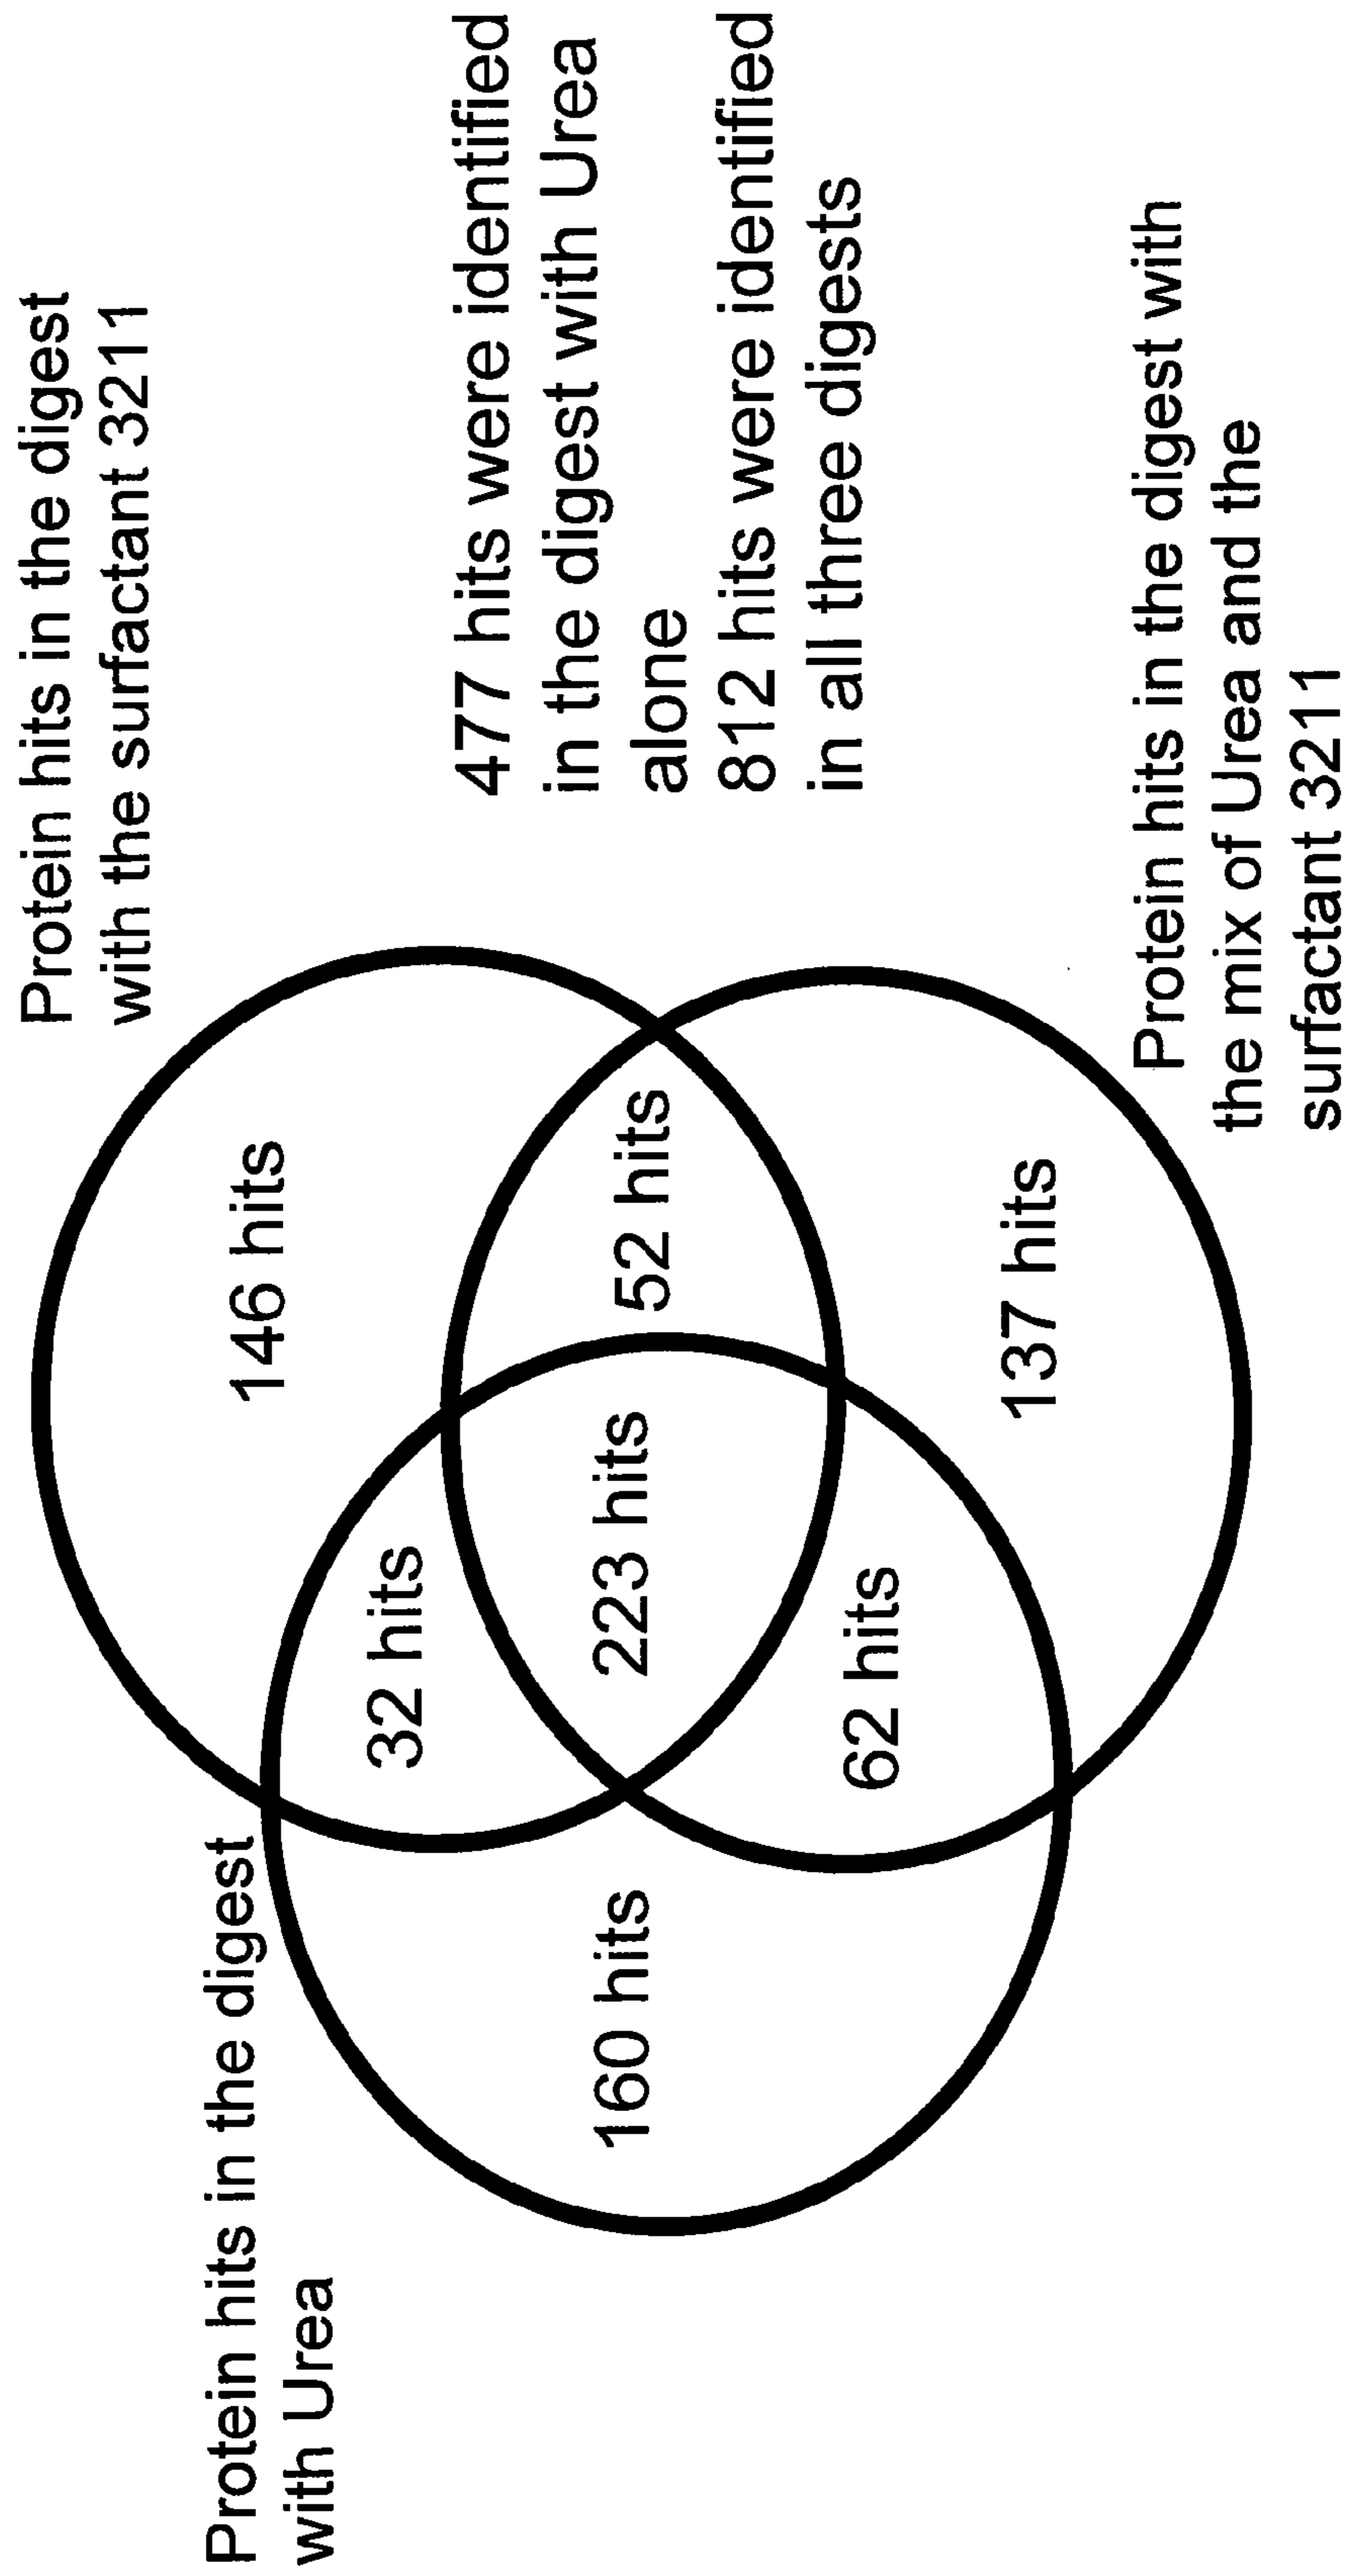 Protein hits in the digest
with the surfactant 3211
Protein hits in the digest
with Urea
146 hits
32 hits
477 hits were identified
in the digest with Urea
alone
812 hits were identified
in all three digests
160 hits
223 hits
52 hits
62 hits
137 hits
Protein hits in the digest with
the mix of Urea and the
surfactant 3211